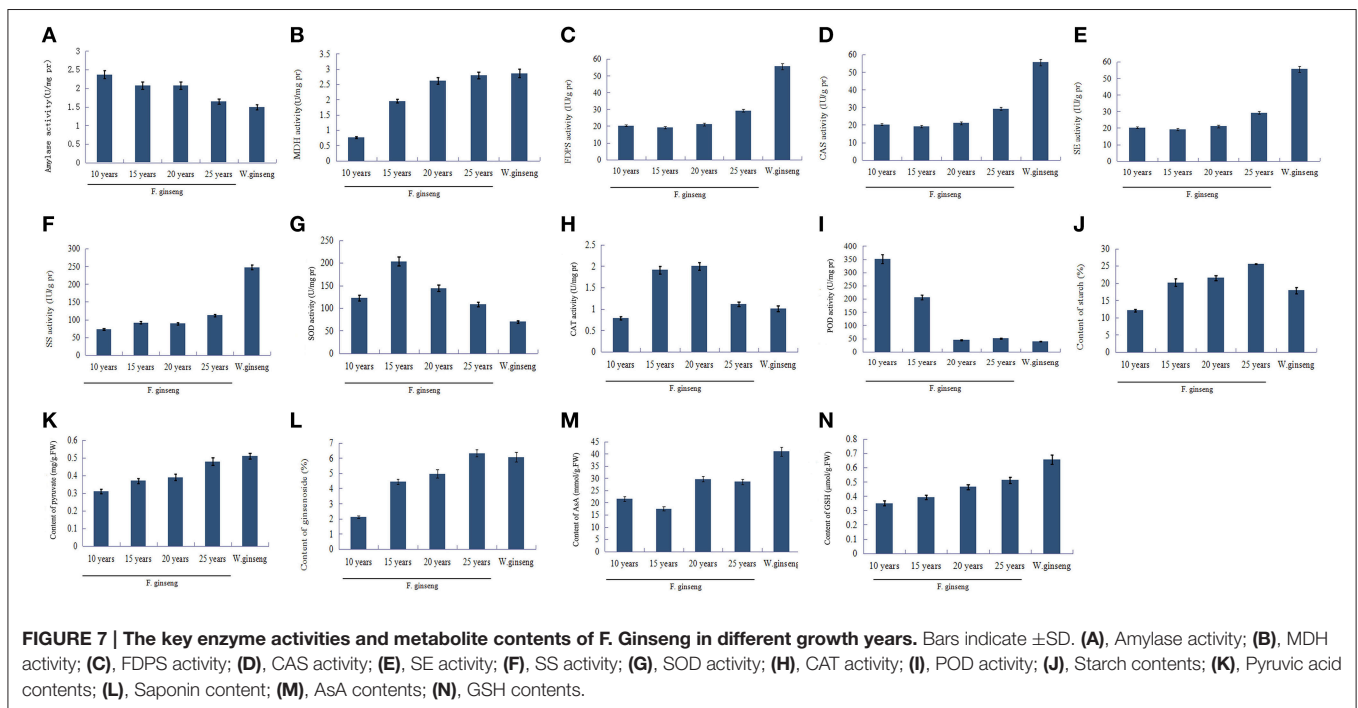 A
B
C
D
E
Amylase activity(U/mg pr)
3
2.5
2
1.5
1
0.5
0
10 years 15 years 20 years 25 years W.ginseng
F. ginseng
MDH activity(U/mg pr)
3.5
3
2.5
2
1.5
1
0.5
0
10 years 15 years 20 years 25 years W.ginseng
F. ginseng
FDPS activity (IU/g pr)
60
50
40
30
20
10
0
10 years 15 years 20 years 25 years W.ginseng
F. ginseng
CAS activity (IU/g pr)
60
50
40
30
20
10
0
10 years 15 years 20 years 25 years W.ginseng
F. ginseng
SE activity (IU/g pr)
60
50
40
30
20
10
0
10 years 15 years 20 years 25 years W.ginseng
F. ginseng
F
G
H
I
J
SS activity (IU/g pr)
300
250
200
150
100
50
0
10 years 15 years 20 years 25 years W.ginseng
F. ginseng
SOD activity (U/mg pr)
250
200
150
100
50
0
10 years 15 years 20 years 25 years W.ginseng
F. ginseng
CAT activity (U/mg pr)
2.5
2
1.5
1
0.5
0
10 years 15 years 20 years 25 years W.ginseng
F. ginseng
POD activity (U/mg pr)
400
350
300
250
200
150
100
50
0
10 years 15 years 20 years 25 years W.ginseng
F. ginseng
Content of starch (%)
30
25
20
15
10
5
0
10 years 15 years 20 years 25 years W.ginseng
F. ginseng
K
L
M
N
Content of pyruvate (mg/g.FW)
0.6
0.5
0.4
0.3
0.2
0.1
0
10 years 15 years 20 years 25 years W.ginseng
F. ginseng
Content of ginsenoside (%)
7
6
5
4
3
2
1
0
10 years 15 years 20 years 25 years W.ginseng
F. ginseng
Content of AsA (mmol/g.FW)
45
40
35
30
25
20
15
10
5
0
10 years 15 years 20 years 25 years W.ginseng
F. ginseng
Content of GSH (μmol/g.FW)
0.8
0.7
0.6
0.5
0.4
0.3
0.2
0.1
0
10 years 15 years 20 years 25 years W.ginseng
F. ginseng
FIGURE 7 | The key enzyme activities and metabolite contents of F. Ginseng in different growth years. Bars indicate ±SD. (A), Amylase activity; (B), MDH
activity; (C), FDPS activity; (D), CAS activity; (E), SE activity; (F), SS activity; (G), SOD activity; (H), CAT activity; (I), POD activity; (J), Starch contents; (K), Pyruvic acid
contents; (L), Saponin content; (M), AsA contents; (N), GSH contents.